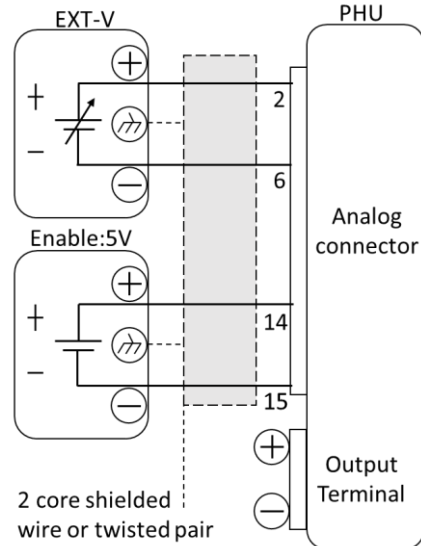 EXT-V
PHU
+
2
−
6
Enable:5V
Analog
connector
+
14
−
15
Output
Terminal
2 core shielded
wire or twisted pair